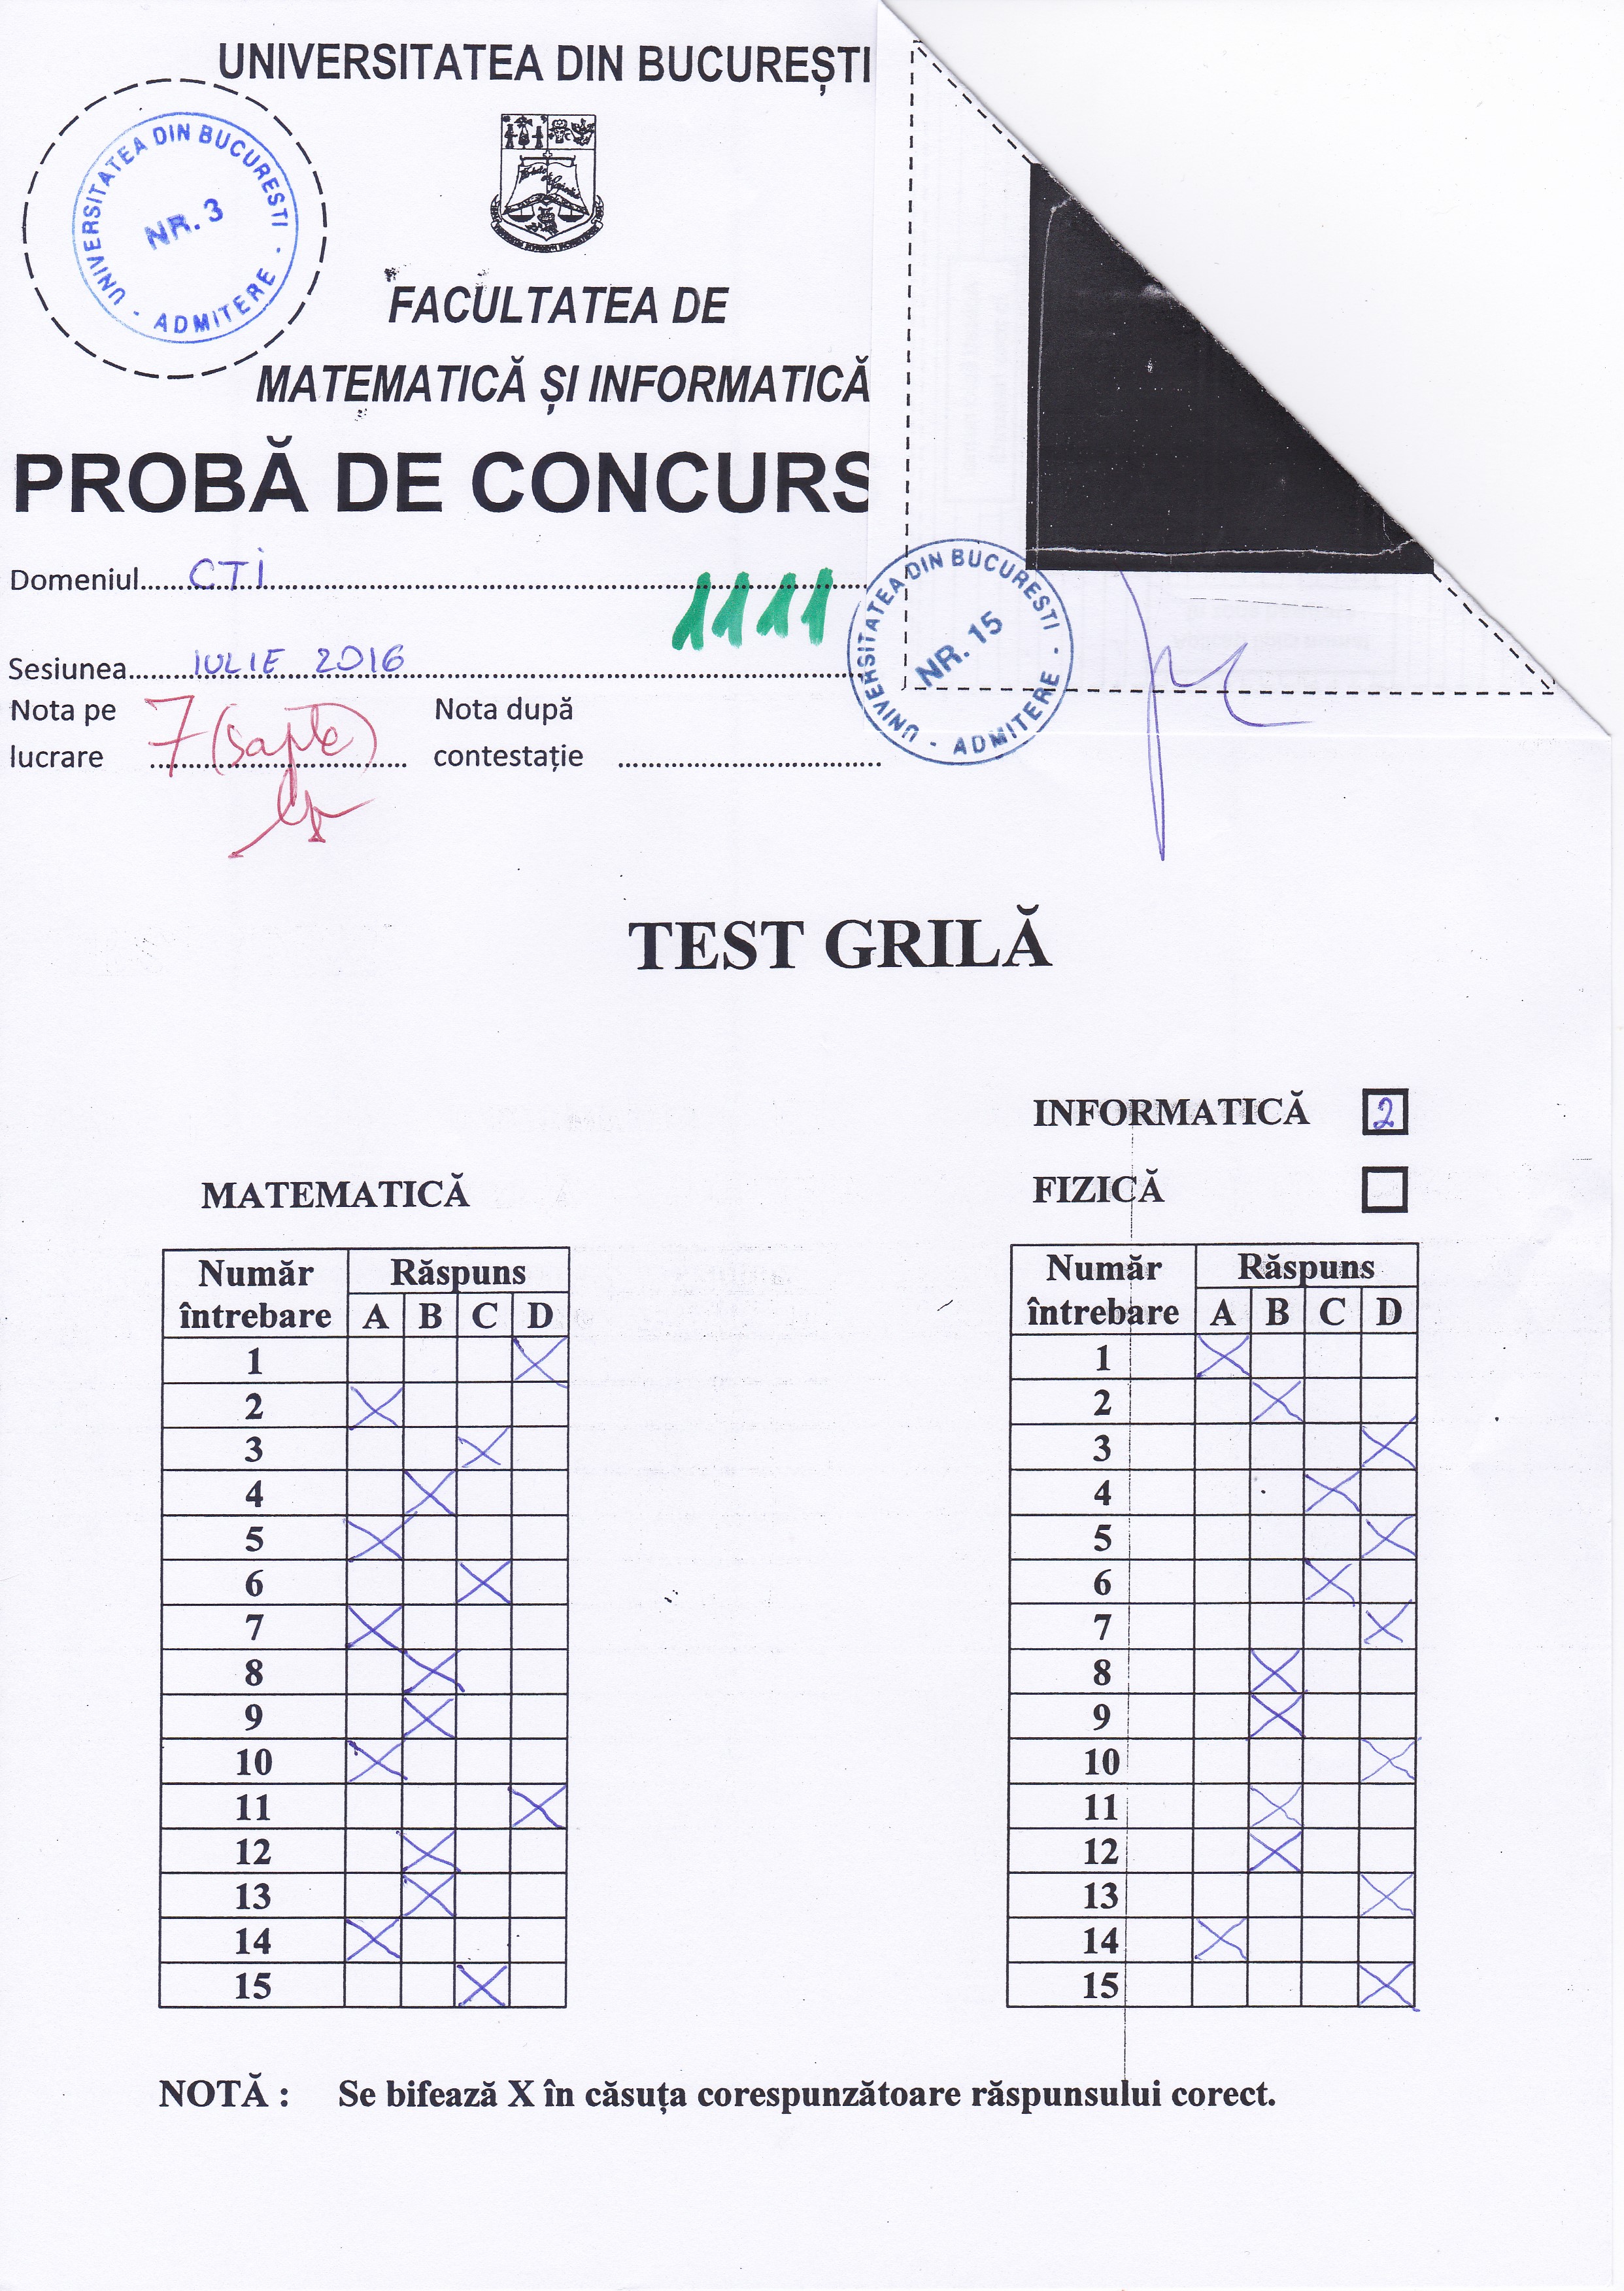 UNIVERSITATEA DIN BUCUREȘTI
UNIVERSITATEA DIN BUCURESTI - ADMITERE -
NR. 3
FACULTATEA DE
MATEMATICĂ ȘI INFORMATICĂ
PROBĂ DE CONCURS
Domeniul......CTI
1111
Sesiunea......IULIE 2016
UNIVERSITATEA DIN BUCURESTI - ADMITERE -
NR. 15
Nota pe lucrare 7 (șapte)
Nota după contestație
TEST GRILĂ
INFORMATICĂ 2
MATEMATICĂ
FIZICĂ
Număr întrebare Răspuns
A B C D
1 X
2 X
3 X
4 X
5 X
6 X
7 X
8 X
9 X
10 X
11 X
12 X
13 X
14 X
15 X
Număr întrebare Răspuns
A B C D
1 X
2 X
3 X
4 X
5 X
6 X
7 X
8 X
9 X
10 X
11 X
12 X
13 X
14 X
15 X
NOTĂ : Se bifează X în căsuța corespunzătoare răspunsului corect.